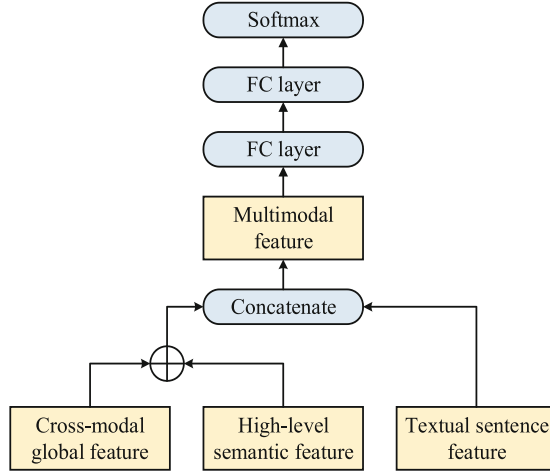 Softmax
FC layer
FC layer
Multimodal
feature
Concatenate
Cross-modal
global feature
High-level
semantic feature
Textual sentence
feature